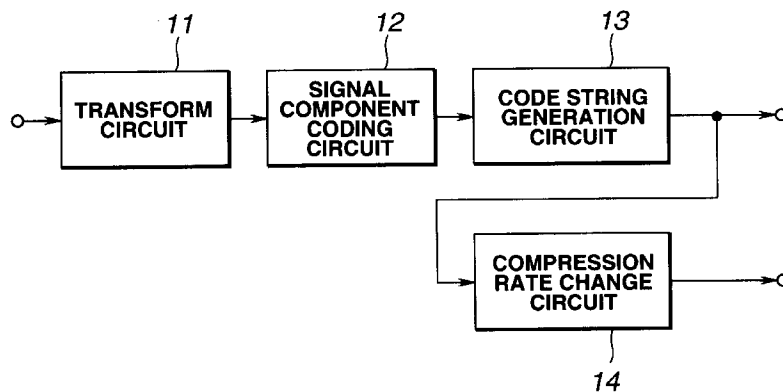 11
12
13
TRANSFORM
CIRCUIT
SIGNAL
COMPONENT
CODING
CIRCUIT
CODE STRING
GENERATION
CIRCUIT
COMPRESSION
RATE CHANGE
CIRCUIT
14